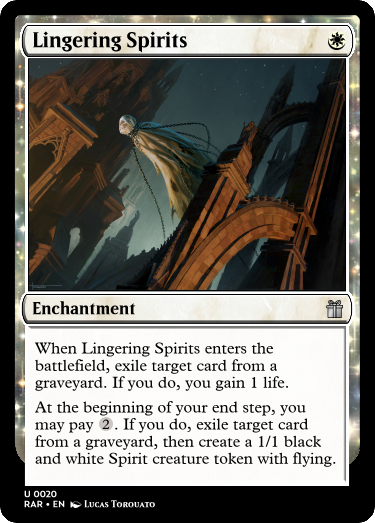 Lingering Spirits
Enchantment
When Lingering Spirits enters the
battlefield, exile target card from a
graveyard. If you do, you gain 1 life.
At the beginning of your end step, you
may pay 2. If you do, exile target card
from a graveyard, then create a 1/1 black
and white Spirit creature token with flying.
U 0020
RAR • EN Lucas Torouato